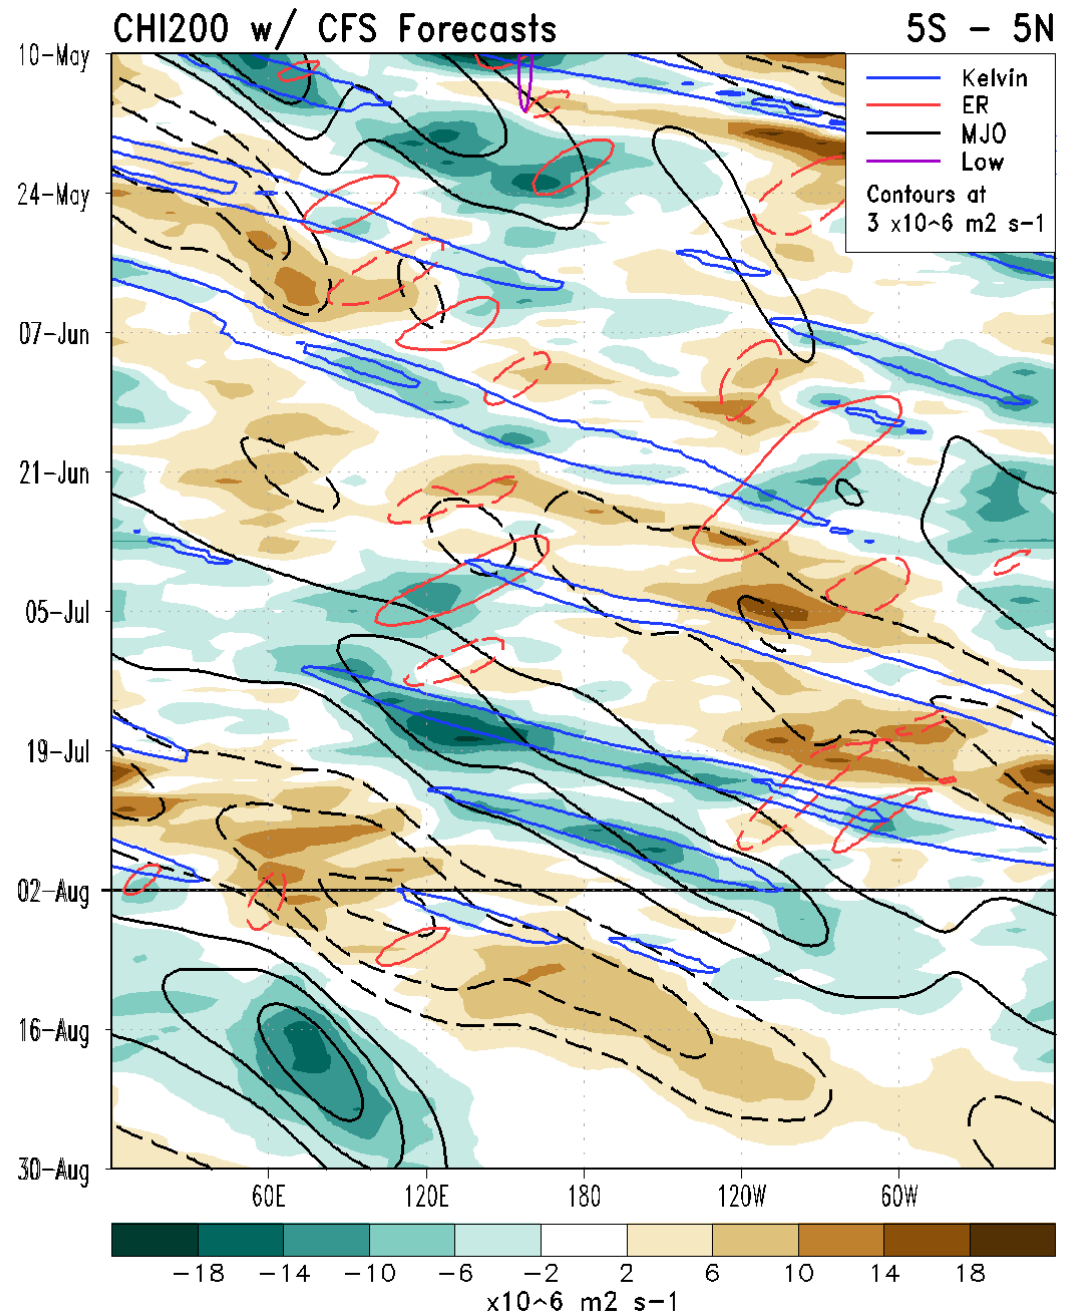 CHI200 w/ CFS Forecasts 5S - 5N
Kelvin
ER
MJO
Low
Contours at
3 x10^6 m2 s-1
10-May
24-May
07-Jun
21-Jun
05-Jul
19-Jul
02-Aug
16-Aug
30-Aug
60E 120E 180 120W 60W
-18 -14 -10 -6 -2 2 6 10 14 18
x10^6 m2 s-1